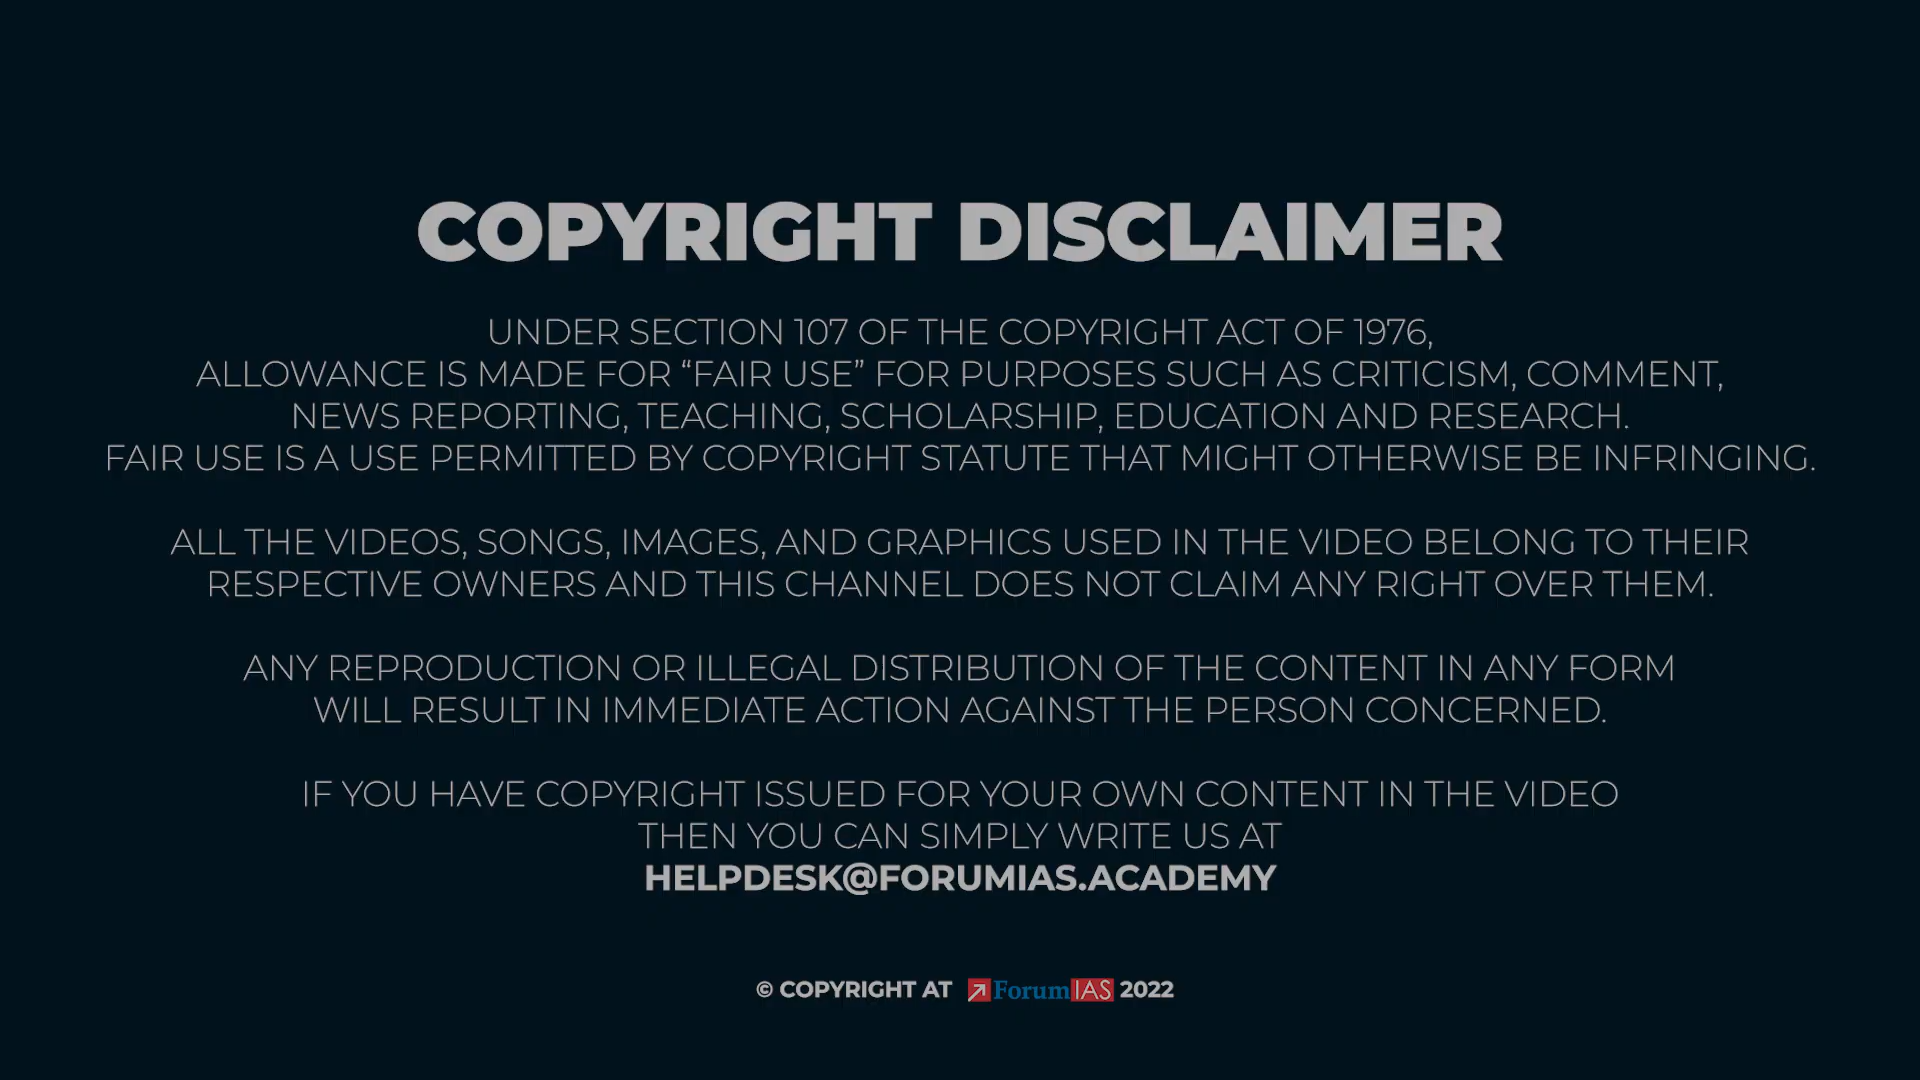 COPYRIGHT DISCLAIMER
UNDER SECTION 107 OF THE COPYRIGHT ACT OF 1976,
ALLOWANCE IS MADE FOR “FAIR USE” FOR PURPOSES SUCH AS CRITICISM, COMMENT,
NEWS REPORTING, TEACHING, SCHOLARSHIP, EDUCATION AND RESEARCH.
FAIR USE IS A USE PERMITTED BY COPYRIGHT STATUTE THAT MIGHT OTHERWISE BE INFRINGING.
ALL THE VIDEOS, SONGS, IMAGES, AND GRAPHICS USED IN THE VIDEO BELONG TO THEIR
RESPECTIVE OWNERS AND THIS CHANNEL DOES NOT CLAIM ANY RIGHT OVER THEM.
ANY REPRODUCTION OR ILLEGAL DISTRIBUTION OF THE CONTENT IN ANY FORM
WILL RESULT IN IMMEDIATE ACTION AGAINST THE PERSON CONCERNED.
IF YOU HAVE COPYRIGHT ISSUED FOR YOUR OWN CONTENT IN THE VIDEO
THEN YOU CAN SIMPLY WRITE US AT
HELPDESK@FORUMIAS.ACADEMY
© COPYRIGHT AT ForumIAS 2022